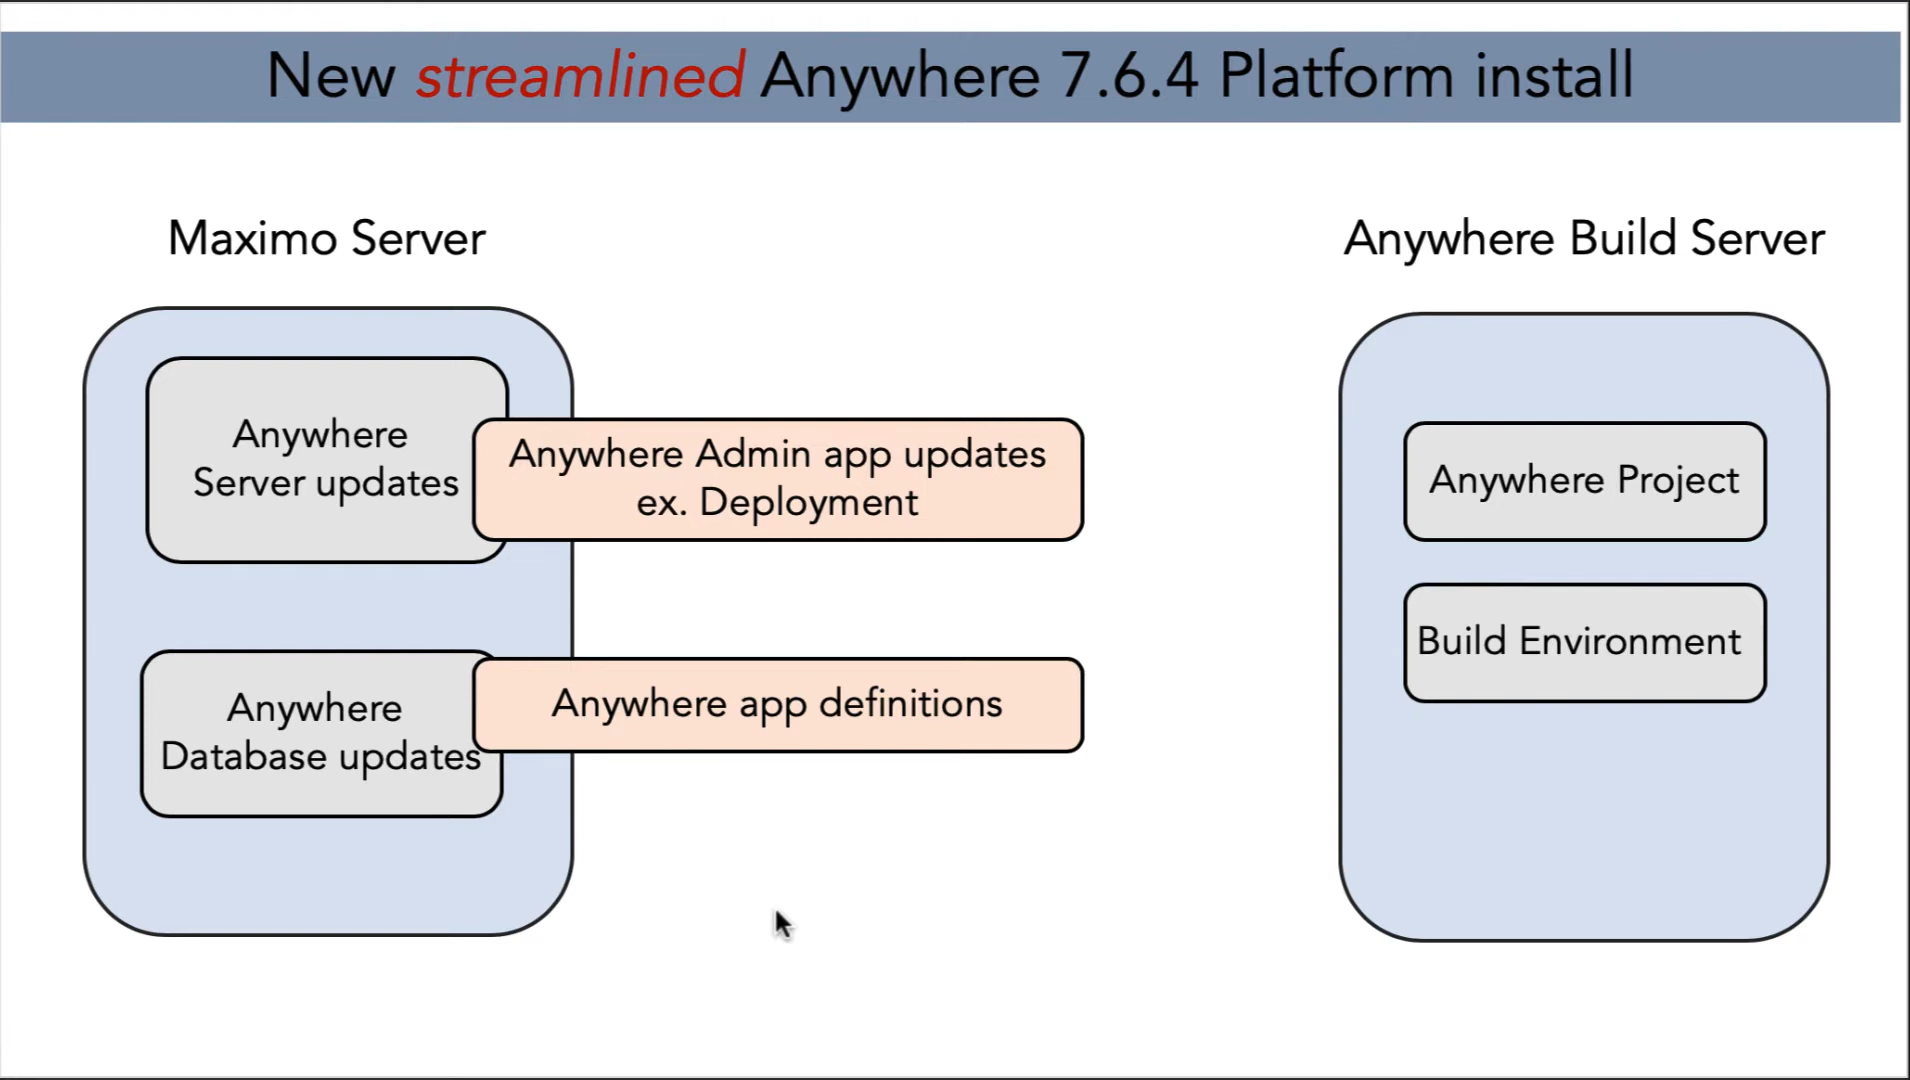 New streamlined Anywhere 7.6.4 Platform install
Maximo Server
Anywhere
Server updates
Anywhere Admin app updates
ex. Deployment
Anywhere
Database updates
Anywhere app definitions
Anywhere Build Server
Anywhere Project
Build Environment